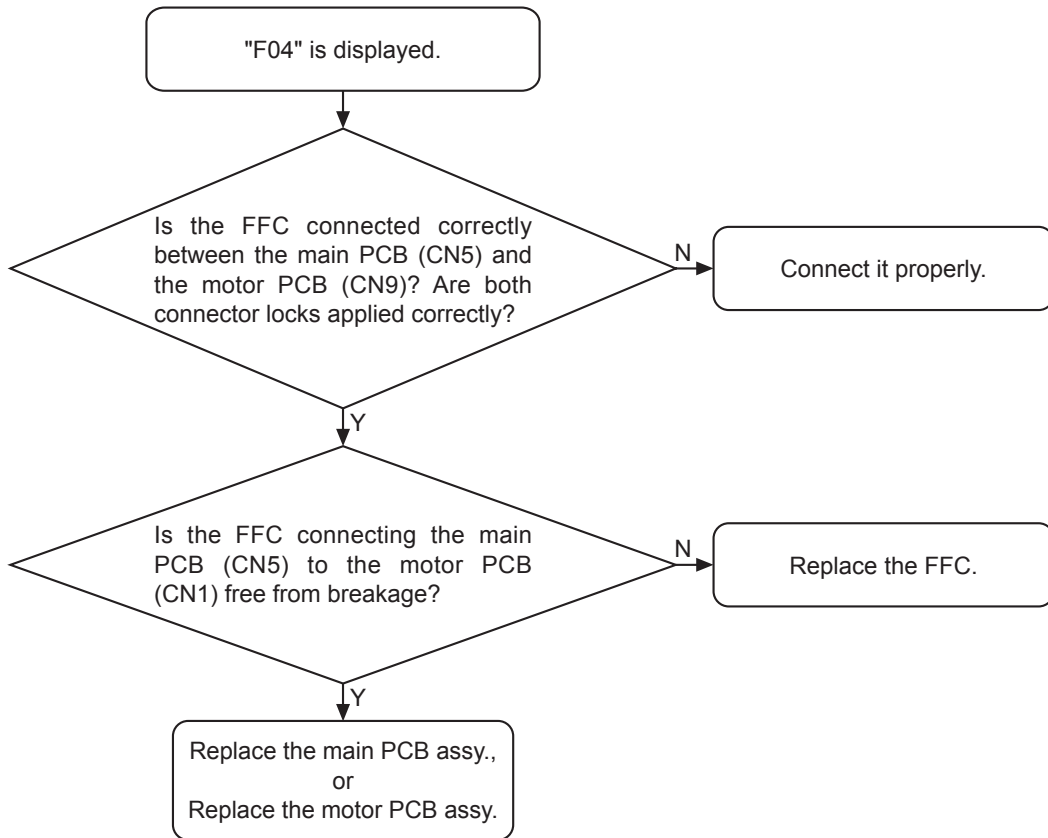 "F04" is displayed.
Is the FFC connected correctly
between the main PCB (CN5) and
the motor PCB (CN9)? Are both
connector locks applied correctly?
N
Connect it properly.
Y
Is the FFC connecting the main
PCB (CN5) to the motor PCB
(CN1) free from breakage?
N
Replace the FFC.
Y
Replace the main PCB assy.,
or
Replace the motor PCB assy.